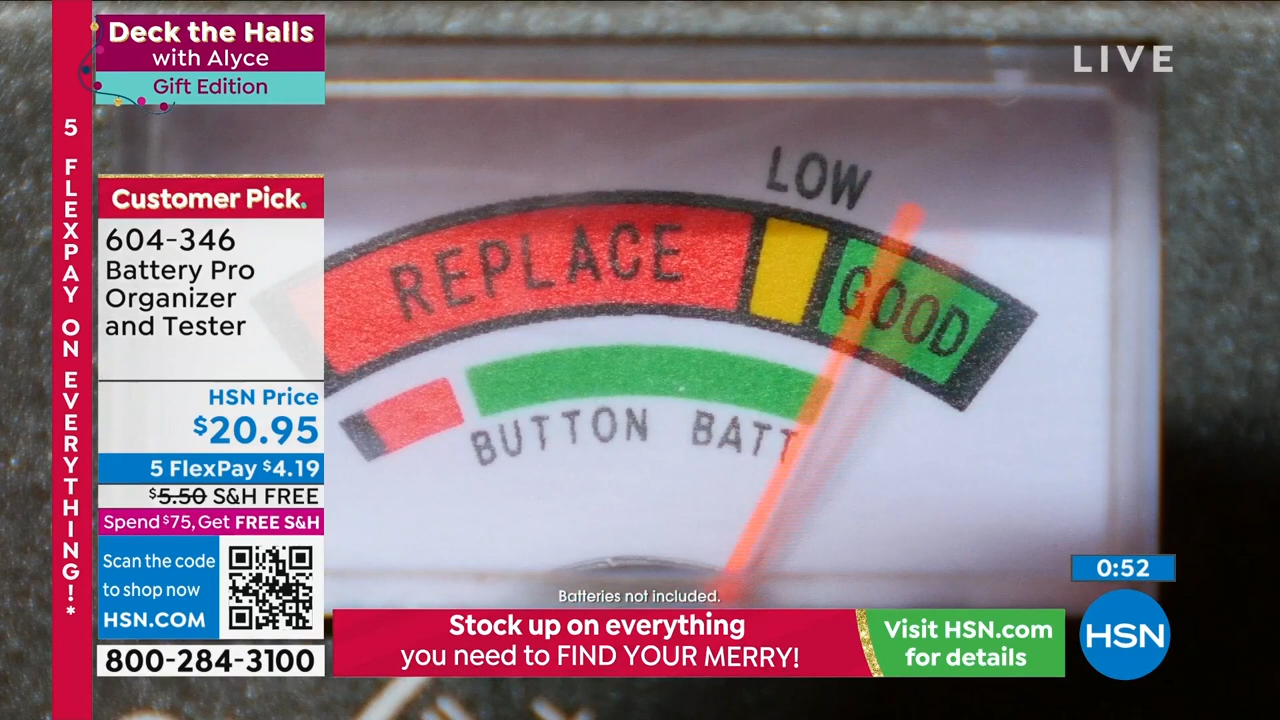 Deck the Halls
with Alyce
Gift Edition
LIVE
5 FLEXPAY ON EVERYTHING!*
Customer Pick.
604-346
Battery Pro
Organizer
and Tester
HSN Price
$20.95
5 FlexPay $4.19
$5.50 S&H FREE
Spend $75, Get FREE S&H
Scan the code
to shop now
HSN.COM
800-284-3100
LOW
REPLACE
GOOD
BUTTON BATT
Batteries not included.
Stock up on everything
you need to FIND YOUR MERRY!
Visit HSN.com
for details
0:52
HSN